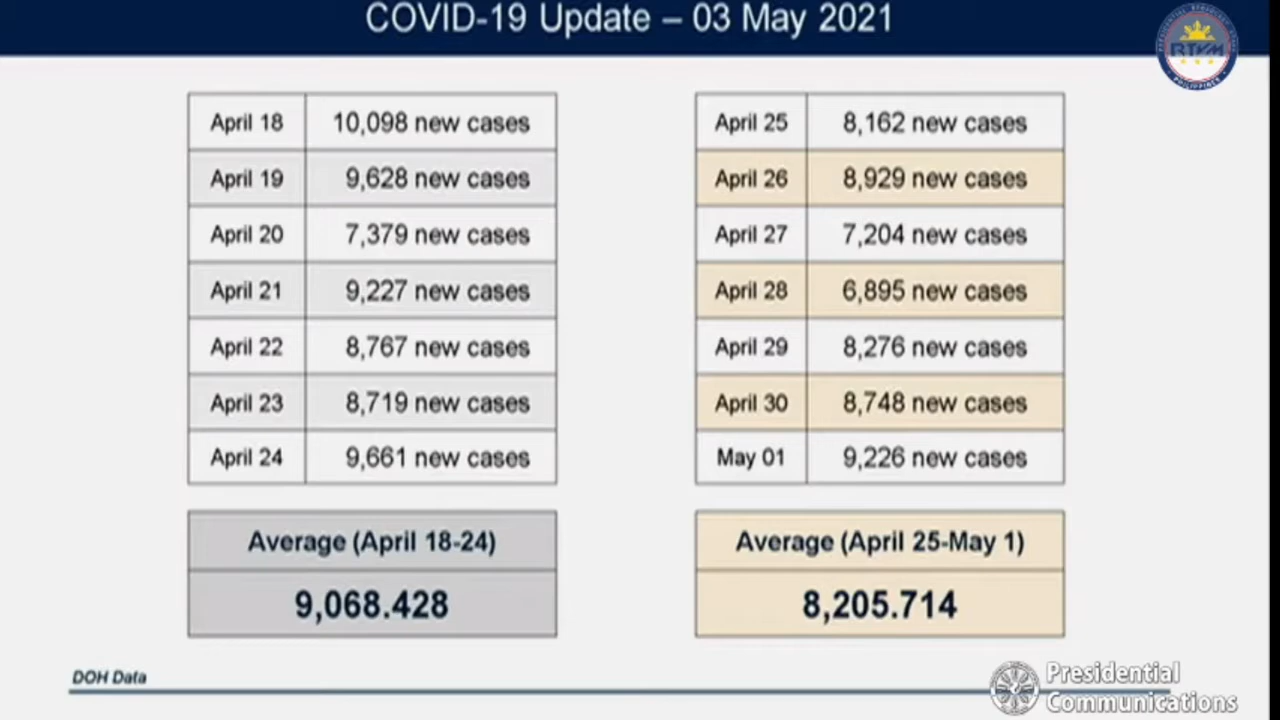 COVID-19 Update – 03 May 2021
RTVM
PHILIPPINES
April 18 10,098 new cases
April 19 9,628 new cases
April 20 7,379 new cases
April 21 9,227 new cases
April 22 8,767 new cases
April 23 8,719 new cases
April 24 9,661 new cases
Average (April 18-24)
9,068.428
April 25 8,162 new cases
April 26 8,929 new cases
April 27 7,204 new cases
April 28 6,895 new cases
April 29 8,276 new cases
April 30 8,748 new cases
May 01 9,226 new cases
Average (April 25-May 1)
8,205.714
DOH Data
Presidential
Communications